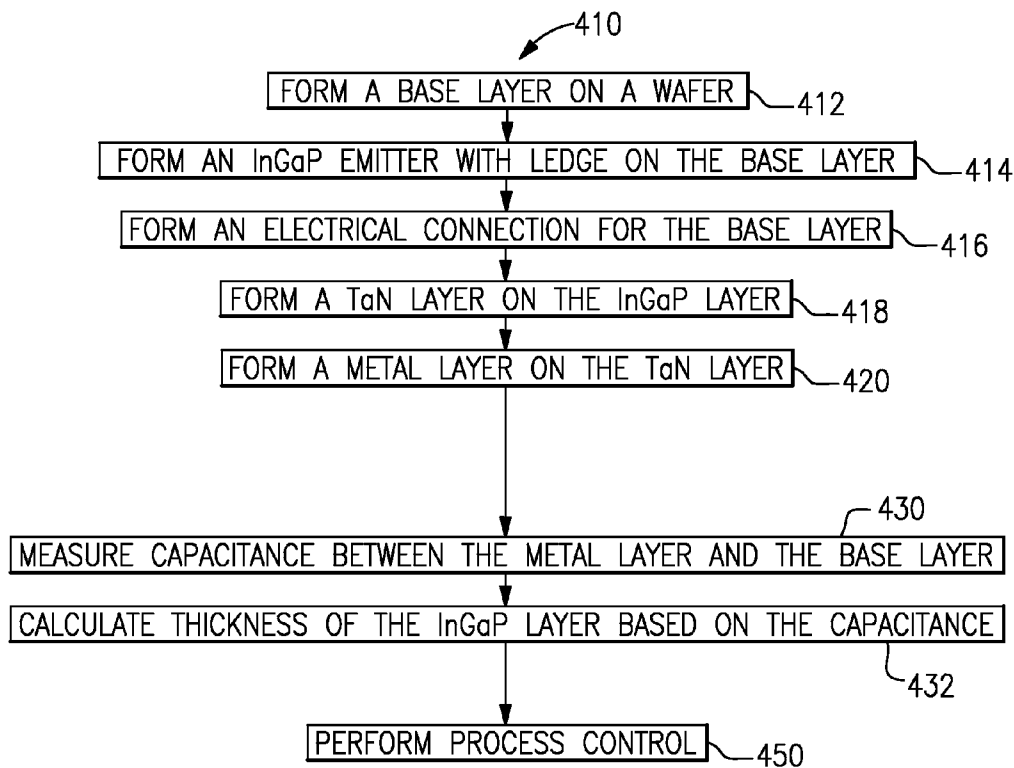 410
FORM A BASE LAYER ON A WAFER
412
FORM AN InGaP EMITTER WITH LEDGE ON THE BASE LAYER
414
FORM AN ELECTRICAL CONNECTION FOR THE BASE LAYER
416
FORM A TaN LAYER ON THE InGaP LAYER
418
FORM A METAL LAYER ON THE TaN LAYER
420
430
MEASURE CAPACITANCE BETWEEN THE METAL LAYER AND THE BASE LAYER
CALCULATE THICKNESS OF THE InGaP LAYER BASED ON THE CAPACITANCE
432
PERFORM PROCESS CONTROL
450